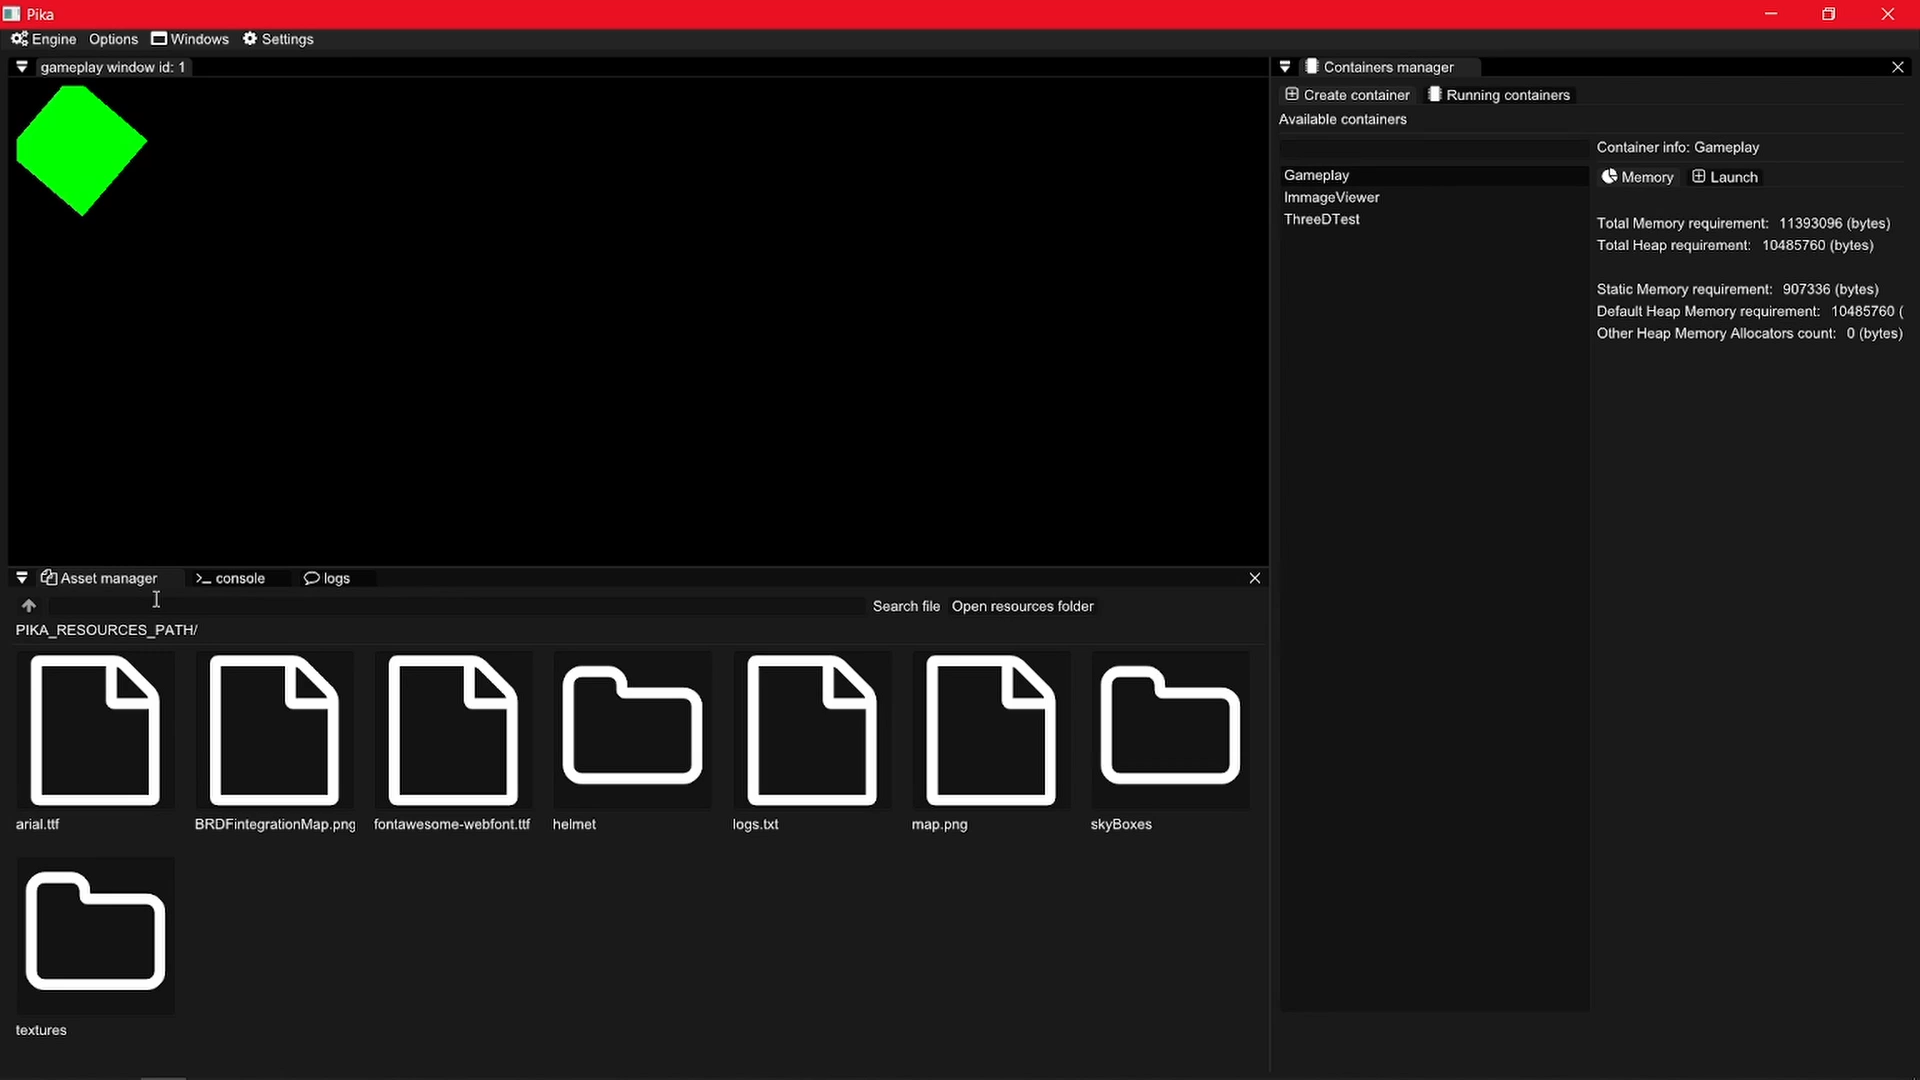 Pika
Engine Options Windows Settings
gameplay window id: 1
Containers manager
Create container Running containers
Available containers
Gameplay
ImmageViewer
ThreeDTest
Container info: Gameplay
Memory Launch
Total Memory requirement: 11393096 (bytes)
Total Heap requirement: 10485760 (bytes)
Static Memory requirement: 907336 (bytes)
Default Heap Memory requirement: 10485760 (
Other Heap Memory Allocators count: 0 (bytes)
Asset manager >_ console logs
Search file Open resources folder
PIKA_RESOURCES_PATH/
arial.ttf BRDFintegrationMap.png fontawesome-webfont.ttf helmet logs.txt map.png skyBoxes
textures